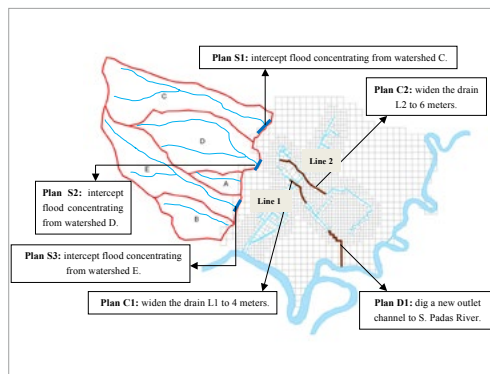 Plan S1: intercept flood concentrating from watershed C.
Plan C2: widen the drain
L2 to 6 meters.
C
D
E
A
B
Line 2
Line 1
Plan S2: intercept
flood concentrating
from watershed D.
Plan S3: intercept flood concentrating
from watershed E.
Plan C1: widen the drain L1 to 4 meters.
Plan D1: dig a new outlet
channel to S. Padas River.